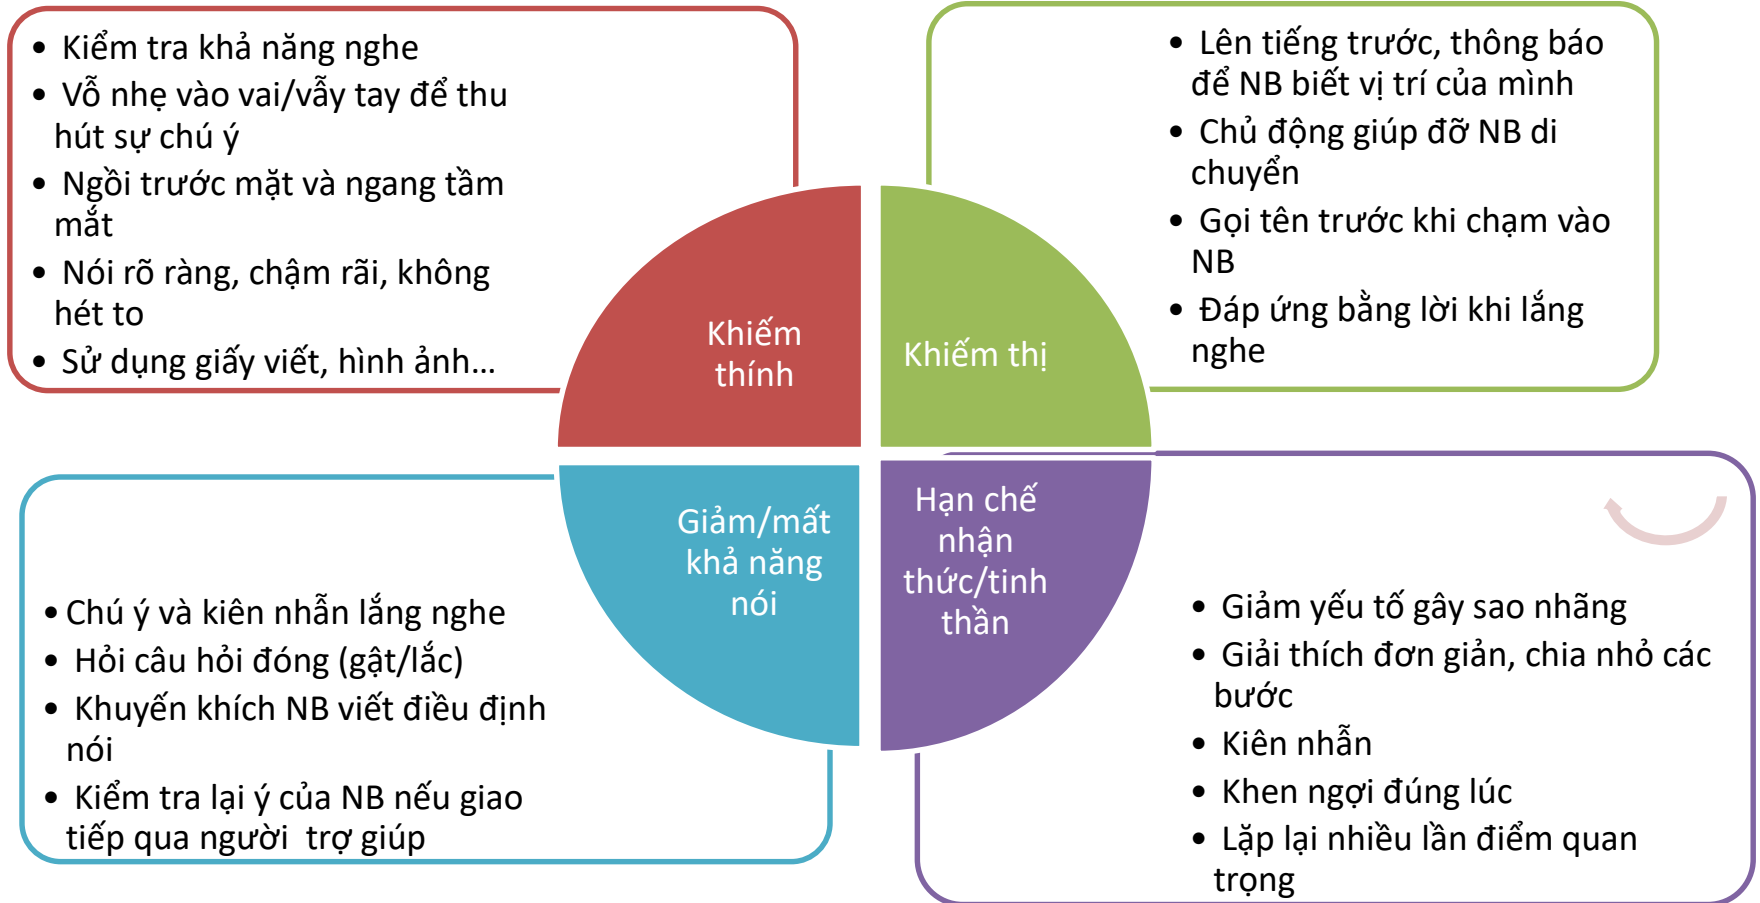 • Kiểm tra khả năng nghe
• Vỗ nhẹ vào vai/vẫy tay để thu
hút sự chú ý
• Ngồi trước mặt và ngang tầm
mắt
• Nói rõ ràng, chậm rãi, không
hét to
• Sử dụng giấy viết, hình ảnh...
• Lên tiếng trước, thông báo
để NB biết vị trí của mình
• Chủ động giúp đỡ NB di
chuyển
• Gọi tên trước khi chạm vào
NB
• Đáp ứng bằng lời khi lắng
nghe
Khiếm
thính
Khiếm thị
Giảm/mất
khả năng
nói
Hạn chế
nhận
thức/tinh
thần
• Chú ý và kiên nhẫn lắng nghe
• Hỏi câu hỏi đóng (gật/lắc)
• Khuyến khích NB viết điều định
nói
• Kiểm tra lại ý của NB nếu giao
tiếp qua người trợ giúp
• Giảm yếu tố gây sao nhãng
• Giải thích đơn giản, chia nhỏ các
bước
• Kiên nhẫn
• Khen ngợi đúng lúc
• Lặp lại nhiều lần điểm quan
trọng